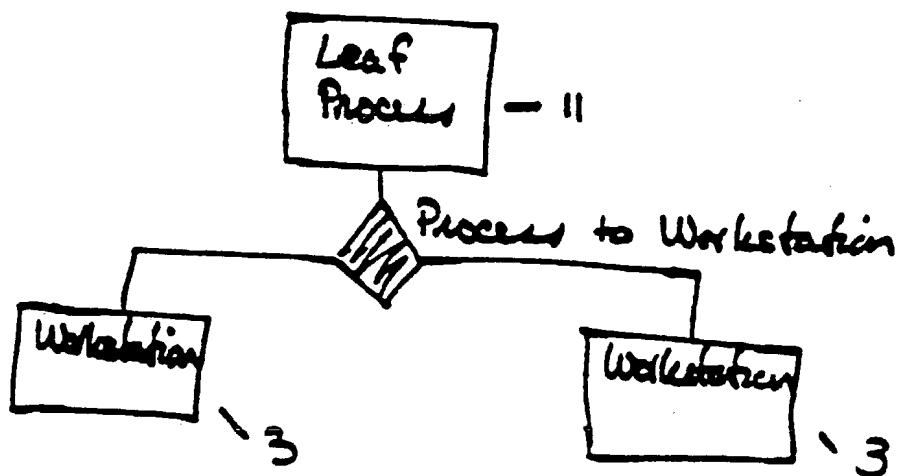 Leaf
Process
11
Process to Workstation
Workstation
Workstation
3
3